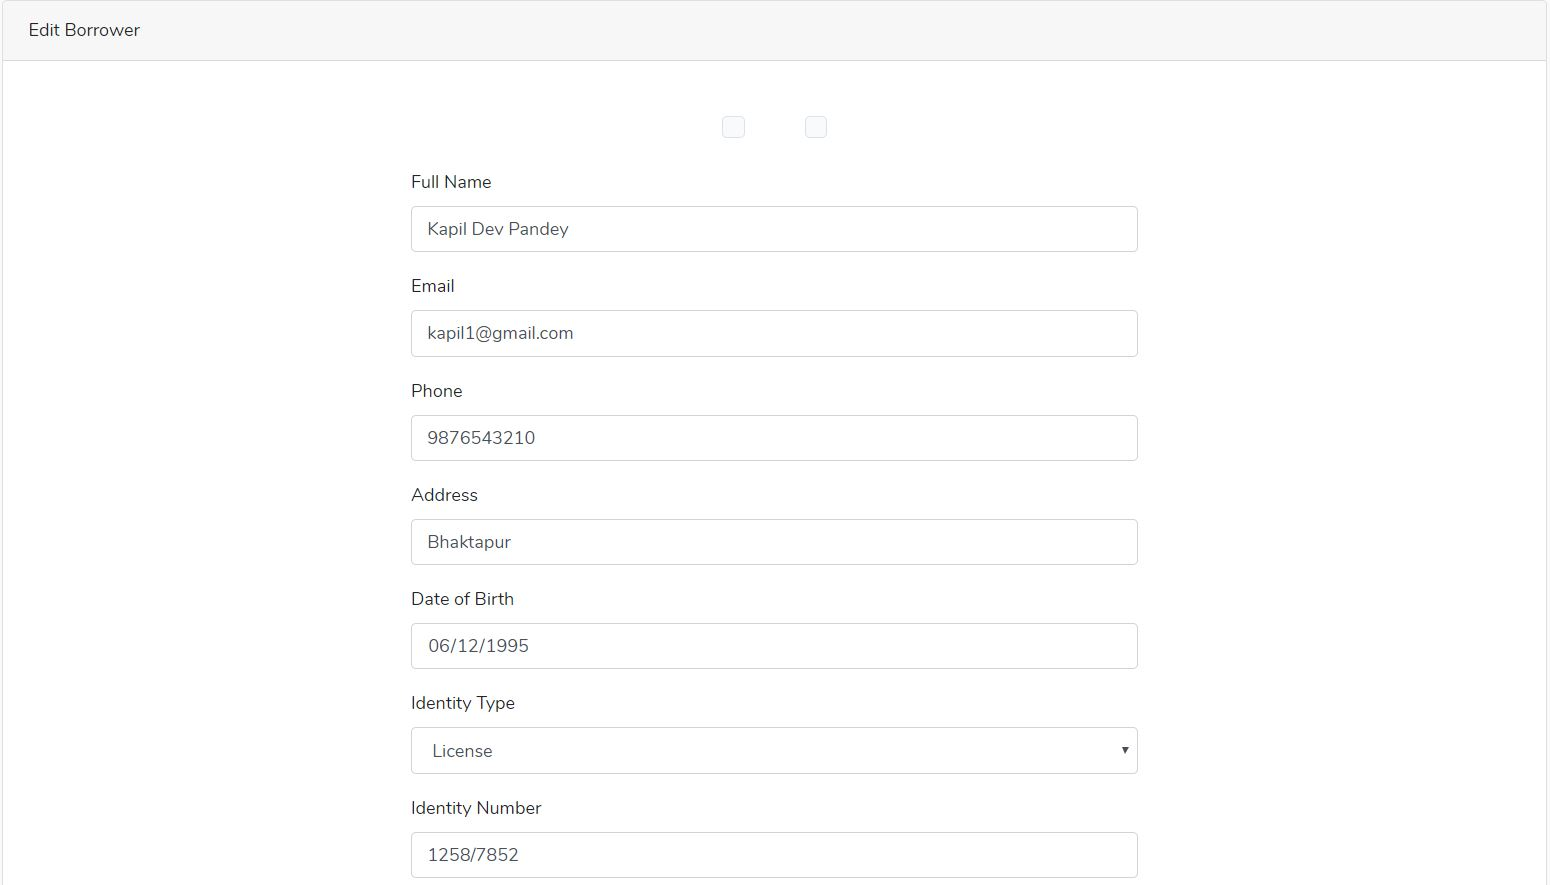 Edit Borrower
Full Name
Kapil Dev Pandey
Email
kapil1@gmail.com
Phone
9876543210
Address
Bhaktapur
Date of Birth
06/12/1995
Identity Type
License
Identity Number
1258/7852